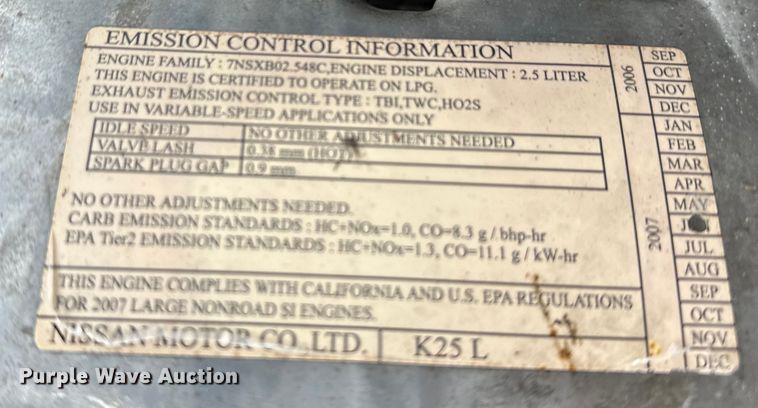 EMISSION CONTROL INFORMATION
ENGINE FAMILY : 7NSXB02.548C,ENGINE DISPLACEMENT : 2.5 LITER
THIS ENGINE IS CERTIFIED TO OPERATE ON LPG.
EXHAUST EMISSION CONTROL TYPE : TBI,TWC,HO2S
USE IN VARIABLE-SPEED APPLICATIONS ONLY
IDLE SPEED NO OTHER ADJUSTMENTS NEEDED
VALVE LASH 0.38 mm (HOT)
SPARK PLUG GAP 0.9 mm
NO OTHER ADJUSTMENTS NEEDED.
CARB EMISSION STANDARDS : HC+NOx=1.0, CO=8.3 g / bhp-hr
EPA Tier2 EMISSION STANDARDS : HC+NOx=1.3, CO=11.1 g / kW-hr
THIS ENGINE COMPLIES WITH CALIFORNIA AND U.S. EPA REGULATIONS
FOR 2007 LARGE NONROAD SI ENGINES.
NISSAN MOTOR CO.,LTD. K25 L
2006
SEP
OCT
NOV
DEC
2007
JAN
FEB
MAR
APR
MAY
JUL
AUG
SEP
OCT
NOV
DEC
Purple Wave Auction